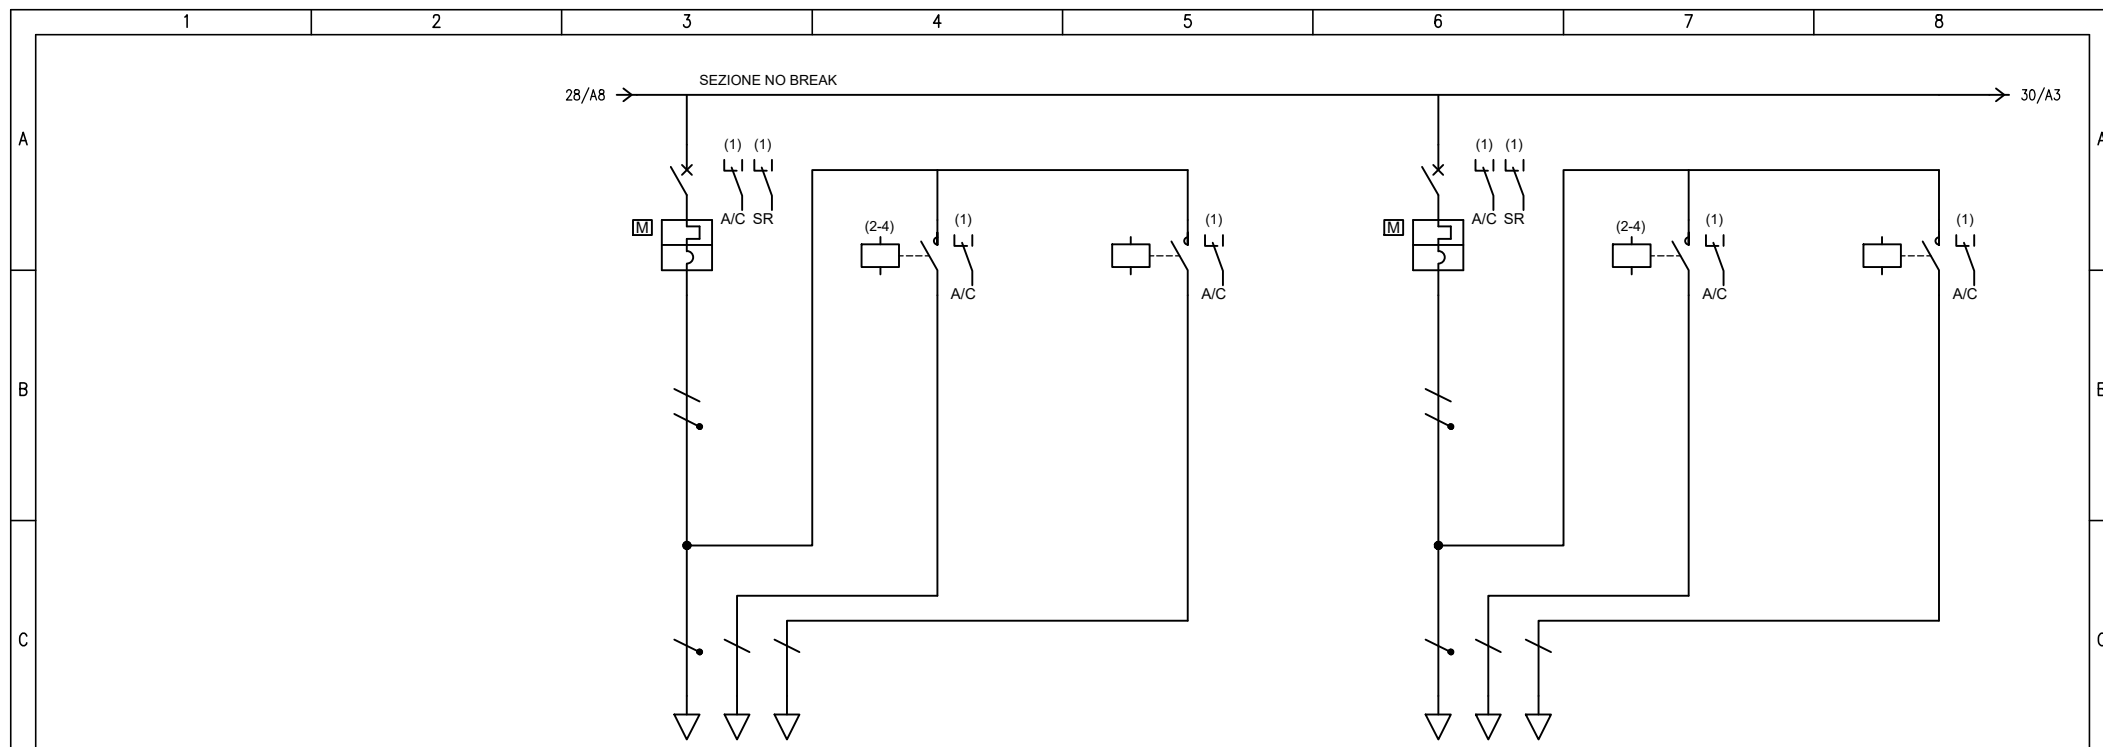 1 2 3 4 5 6 7 8
SEZIONE NO BREAK
28/A8 30/A3
A A
(1) (1) (1) (1)
A/C SR A/C SR
M (2-4) (1) (1) M (2-4) (1) (1)
A/C A/C A/C A/C
B
C